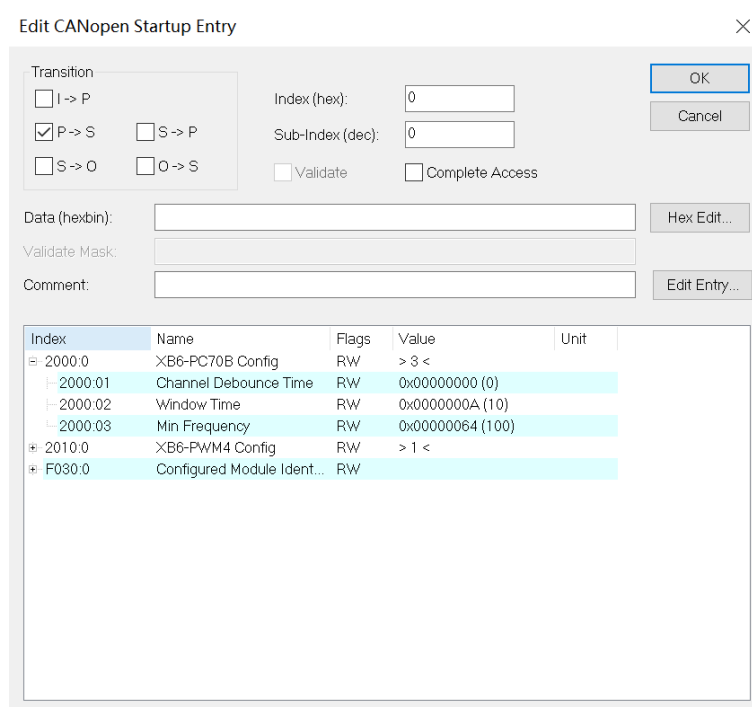 Edit CANopen Startup Entry
Transition
I -> P
P -> S
S -> P
S -> O
O -> S
Index (hex):
0
Sub-Index (dec):
0
Validate
Complete Access
OK
Cancel
Data (hexbin):
Hex Edit...
Validate Mask:
Comment:
Edit Entry...
Index Name Flags Value Unit
2000:0 XB6-PC70B Config RW > 3 <
2000:01 Channel Debounce Time RW 0x00000000 (0)
2000:02 Window Time RW 0x0000000A (10)
2000:03 Min Frequency RW 0x00000064 (100)
2010:0 XB6-PWM4 Config RW > 1 <
F030:0 Configured Module Ident... RW